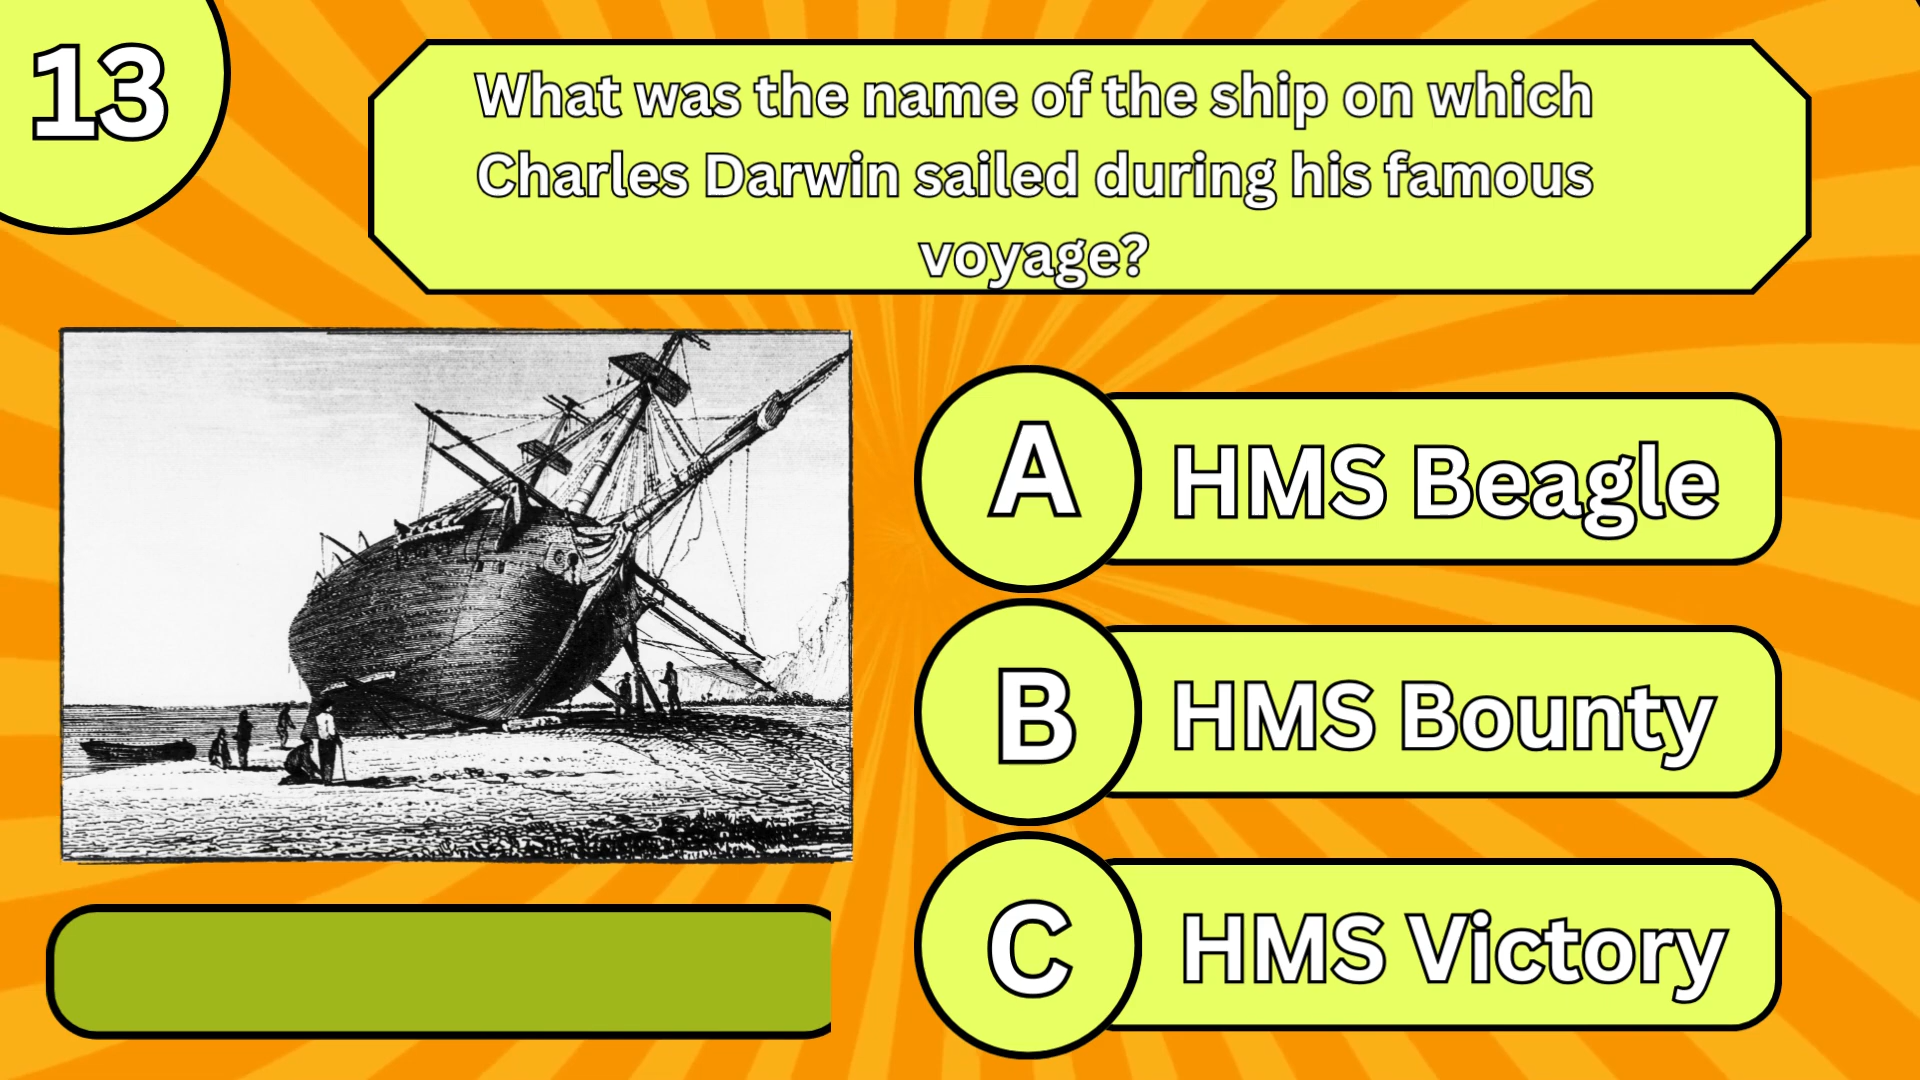 13
What was the name of the ship on which
Charles Darwin sailed during his famous
voyage?
A HMS Beagle
B HMS Bounty
C HMS Victory